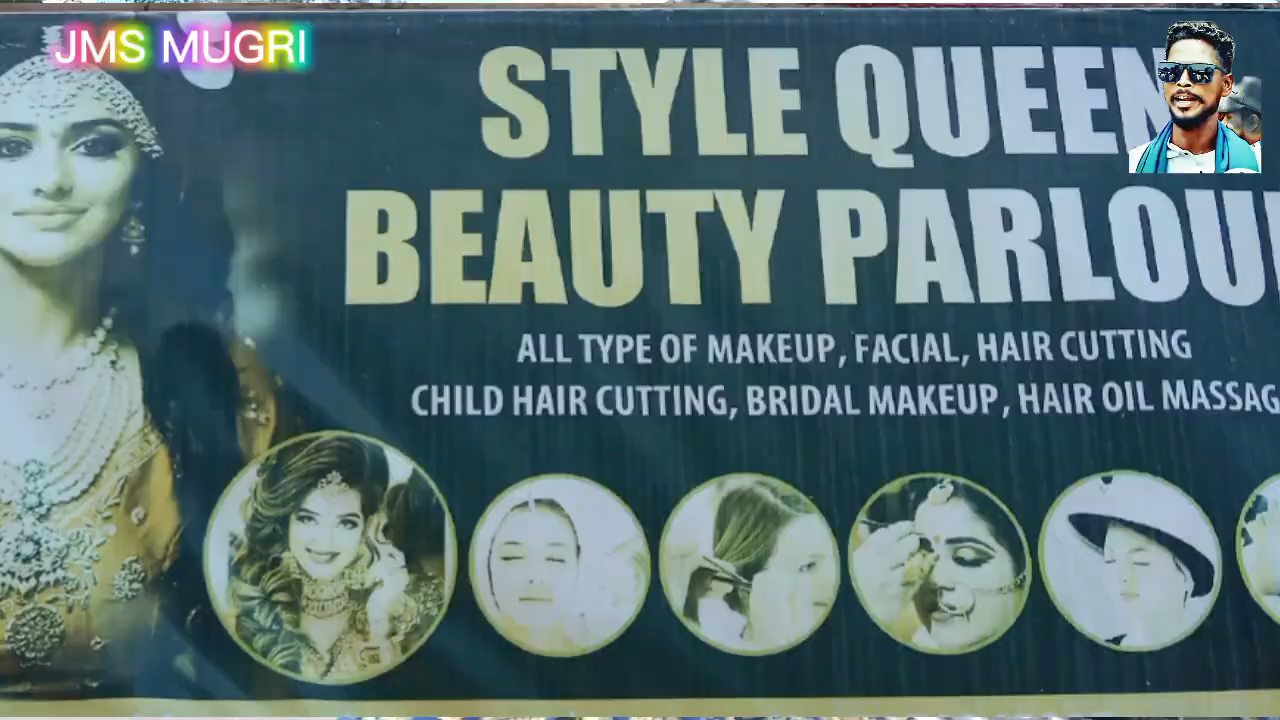 JMS MUGRI
STYLE QUEEN
BEAUTY PARLOU
ALL TYPE OF MAKEUP, FACIAL, HAIR CUTTING
CHILD HAIR CUTTING, BRIDAL MAKEUP, HAIR OIL MASSAG